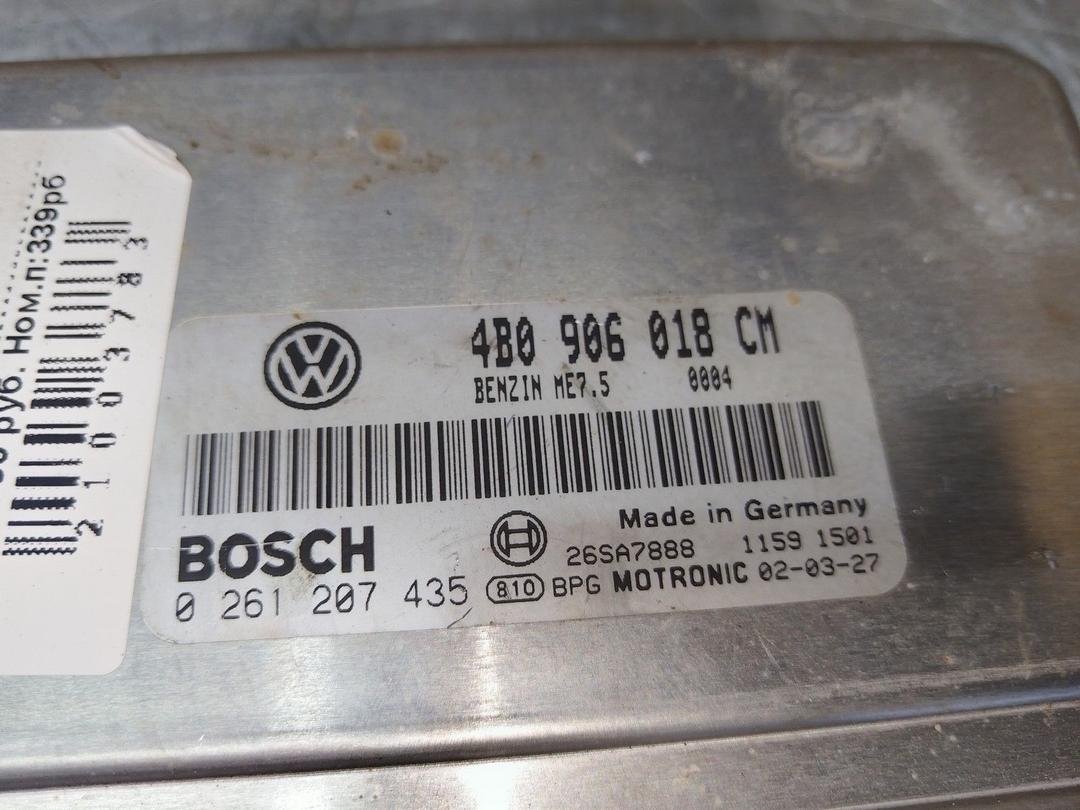 руб. Ном.п:339рб
21003783
4B0 906 018 CM
BENZIN ME7.5 0004
Made in Germany
BOSCH 26SA7888 1159 1501
0 261 207 435 810 BPG MOTRONIC 02-03-27